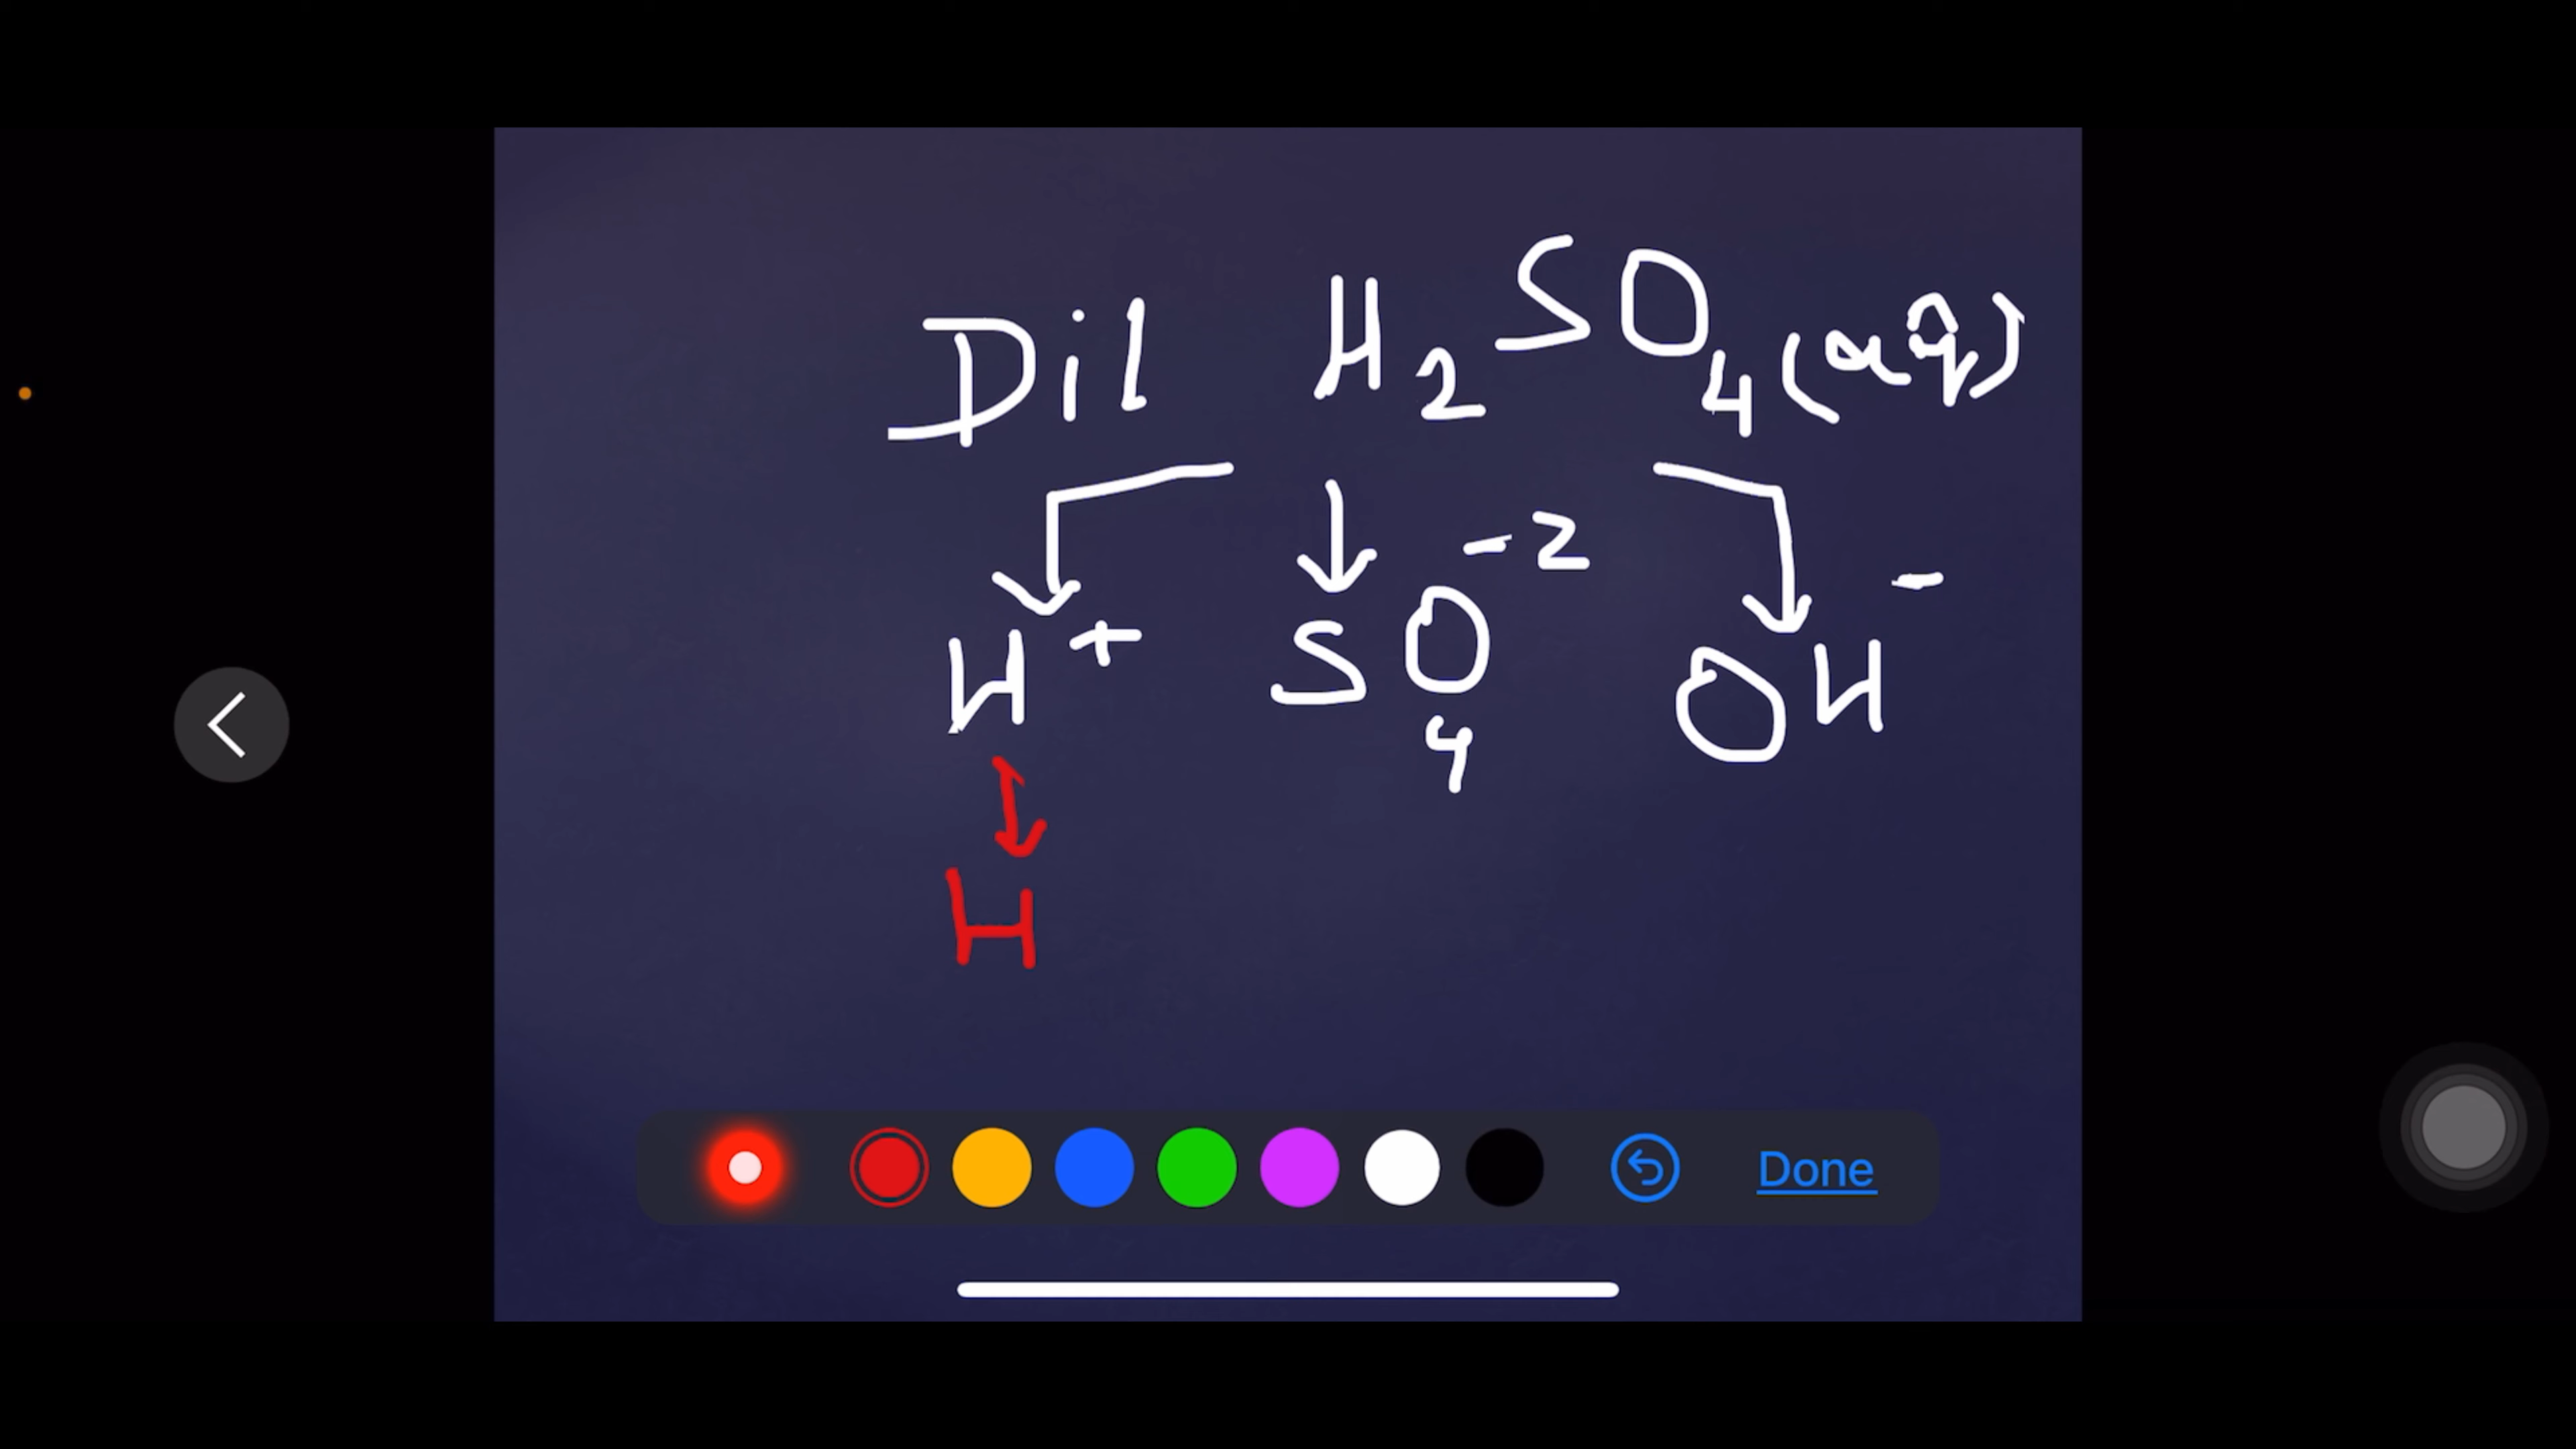 Dil H₂SO₄(aq)
H⁺ SO₄⁻² OH⁻
H
Done